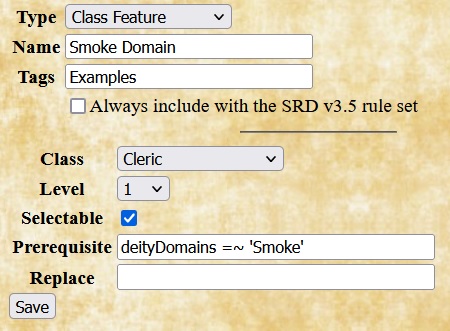 Type Class Feature
Name Smoke Domain
Tags Examples
Always include with the SRD v3.5 rule set
Class Cleric
Level 1
Selectable
Prerequisite deityDomains =~ 'Smoke'
Replace
Save